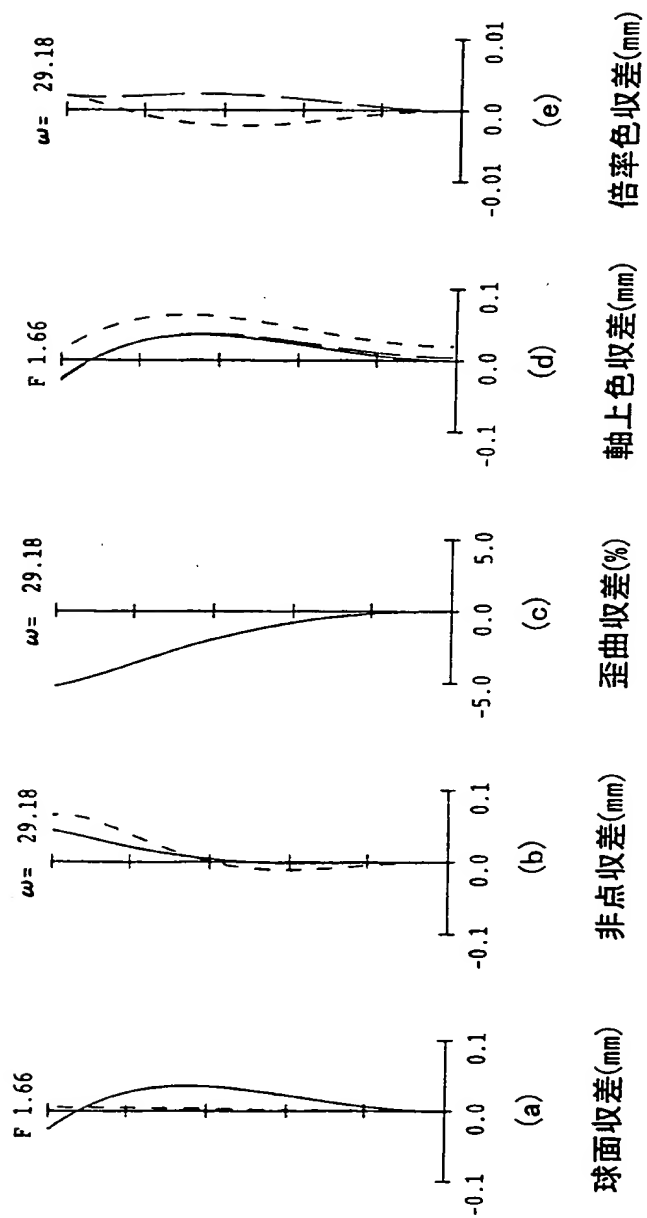 F 1.66
-0.1 0.0 0.1
(a)
球面収差(mm)
ω= 29.18
-0.1 0.0 0.1
(b)
非点収差(mm)
ω= 29.18
-5.0 0.0 5.0
(c)
歪曲収差(%)
F 1.66
-0.1 0.0 0.1
(d)
軸上色収差(mm)
ω= 29.18
-0.01 0.0 0.01
(e)
倍率色収差(mm)